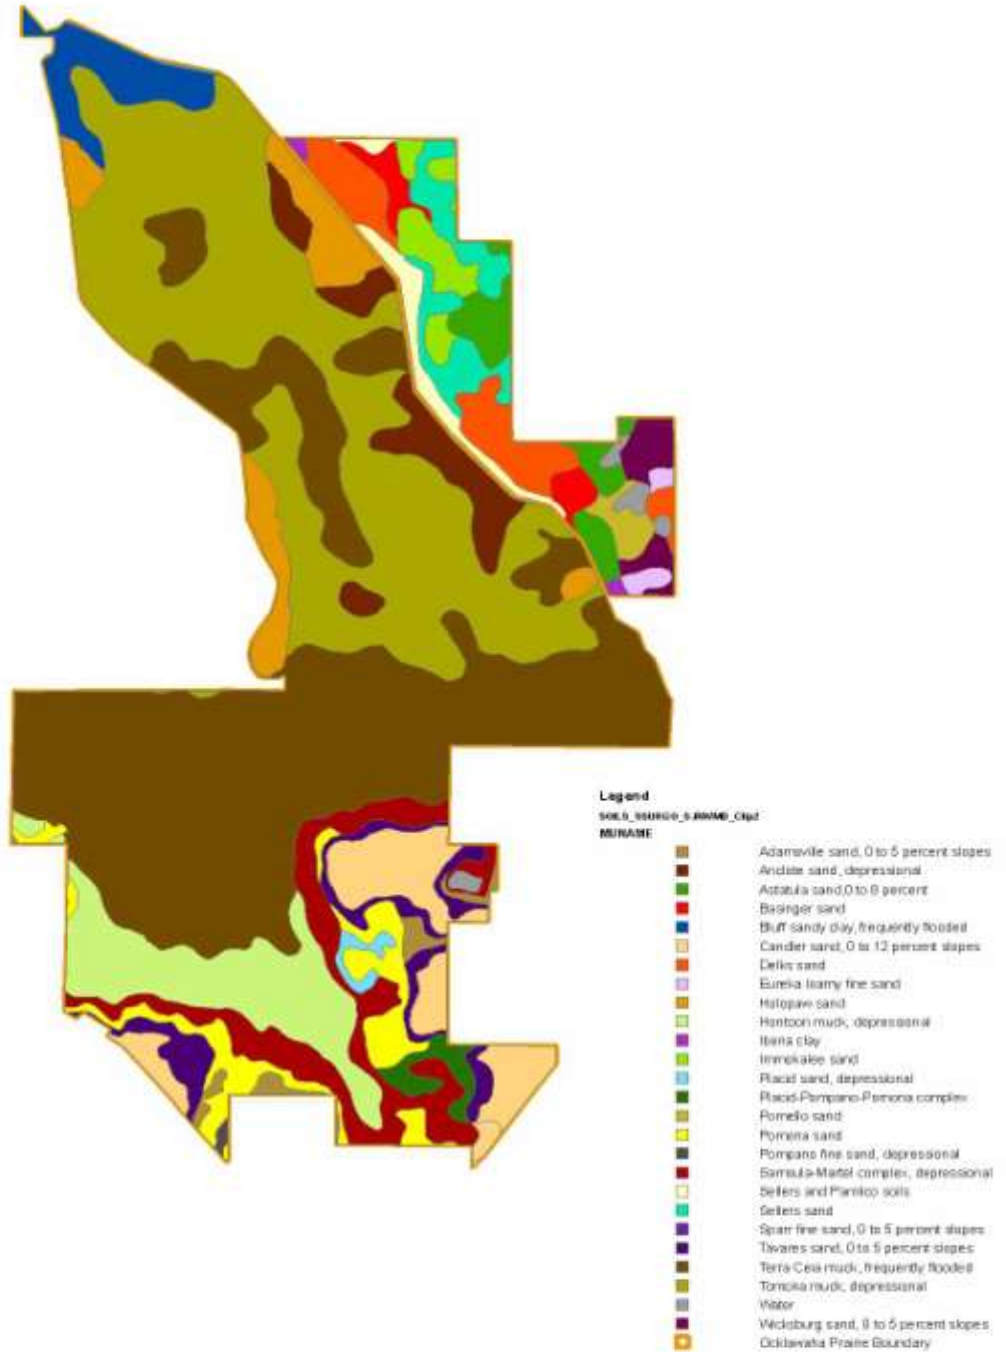 Legend
SOILS_SSURGO_SJRWMD_Clip2
MUNAME
Adamsville sand, 0 to 5 percent slopes
Anclote sand, depressional
Astatula sand,0 to 8 percent
Basinger sand
Bluff sandy clay, frequently flooded
Candler sand, 0 to 12 percent slopes
Delks sand
Eureka loamy fine sand
Holopaw sand
Hontoon muck, depressional
Iberia clay
Immokalee sand
Placid sand, depressional
Placid-Pompano-Pomona complex
Pomello sand
Pomona sand
Pompano fine sand, depressional
Samsula-Martel complex, depressional
Sellers and Pamlico soils
Sellers sand
Sparr fine sand, 0 to 5 percent slopes
Tavares sand, 0 to 5 percent slopes
Terra Ceia muck, frequently flooded
Tomoka muck, depressional
Water
Wicksburg sand, 0 to 5 percent slopes
Ocklawaha Prairie Boundary